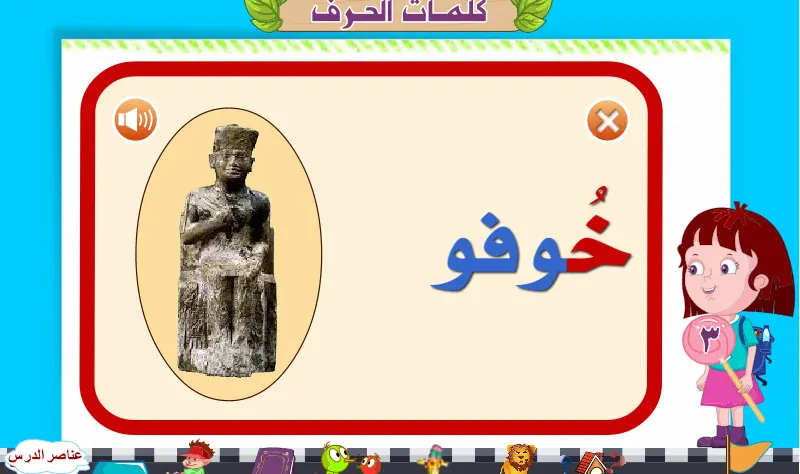 كلمات الحرف
خُوفو
٣
عناصر الدرس